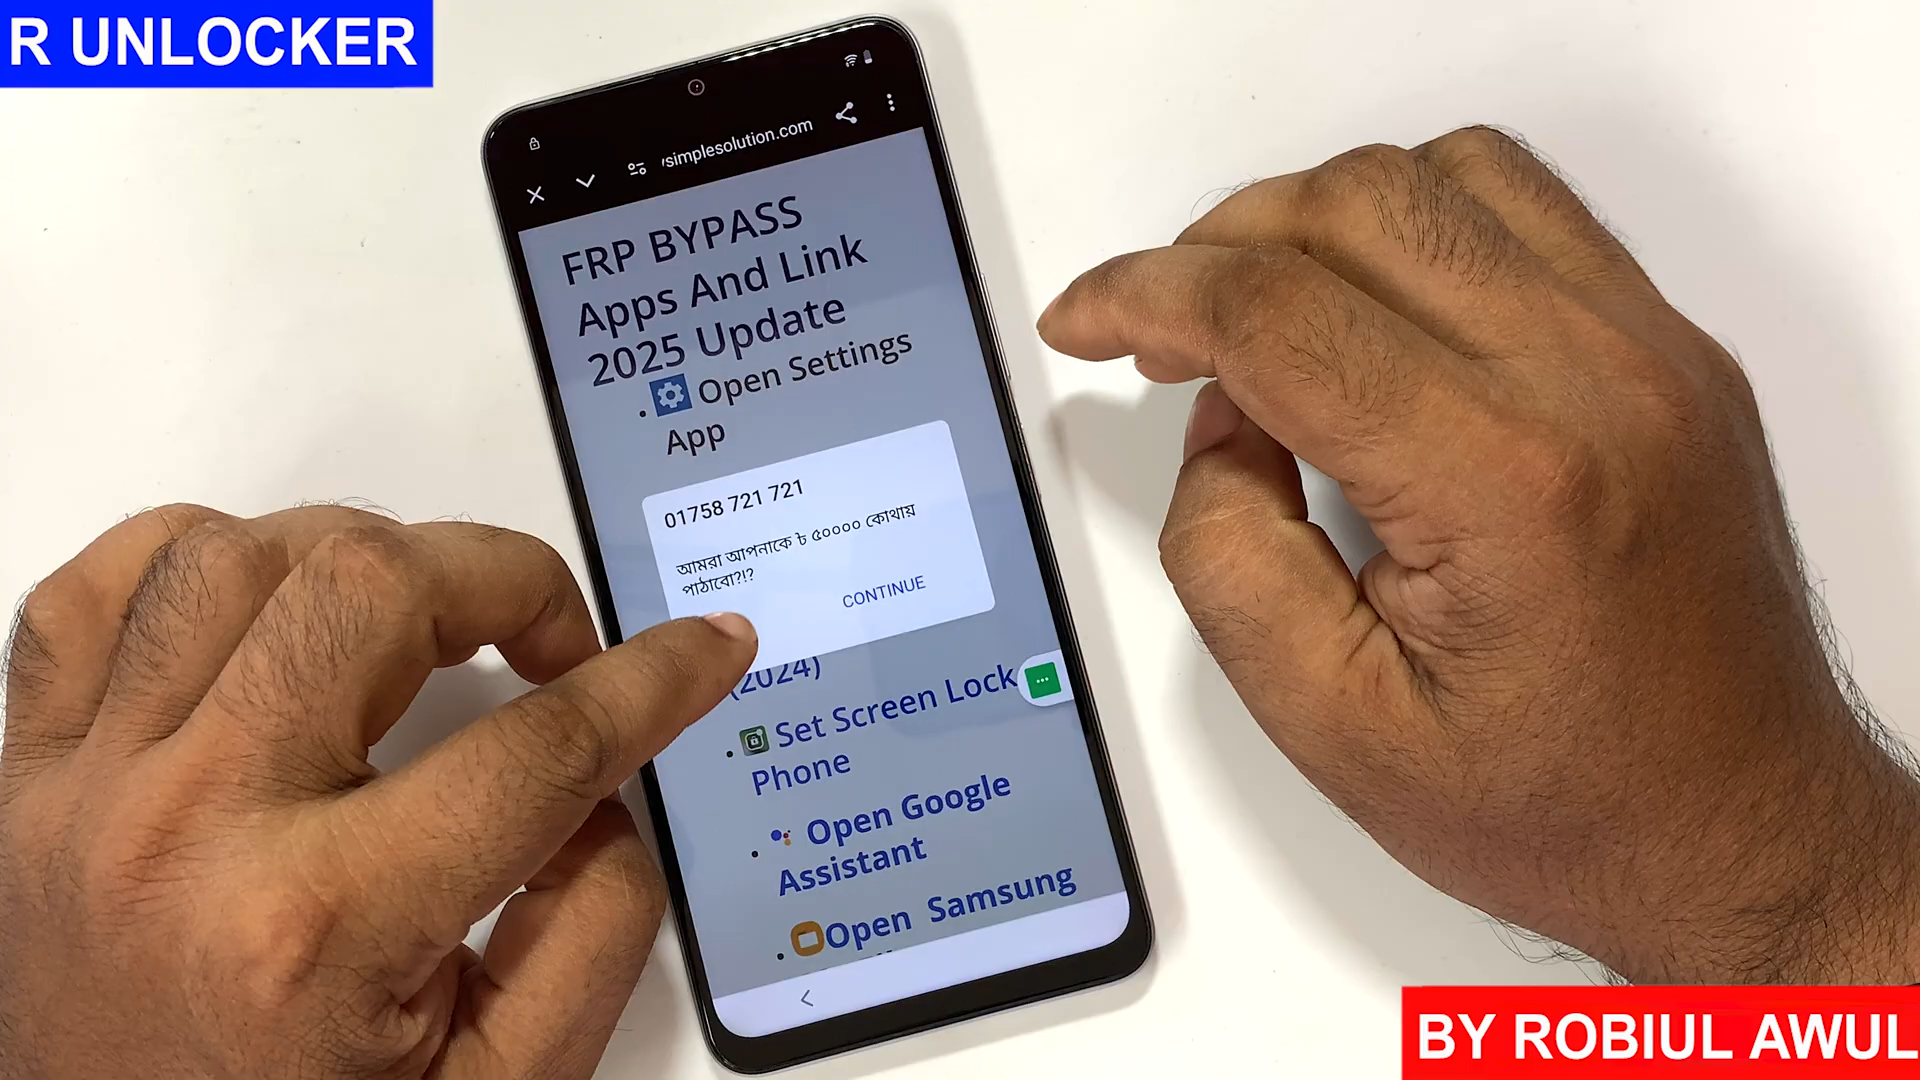 R UNLOCKER
simplesolution.com
FRP BYPASS
Apps And Link
2025 Update
Open Settings
App
01758 721 721
আমরা আপনাকে ৳ ৫০০০০ কোথায়
পাঠাবো?!?
CONTINUE
(2024)
Set Screen Lock
Phone
Open Google
Assistant
Open Samsung
BY ROBIUL AWUL